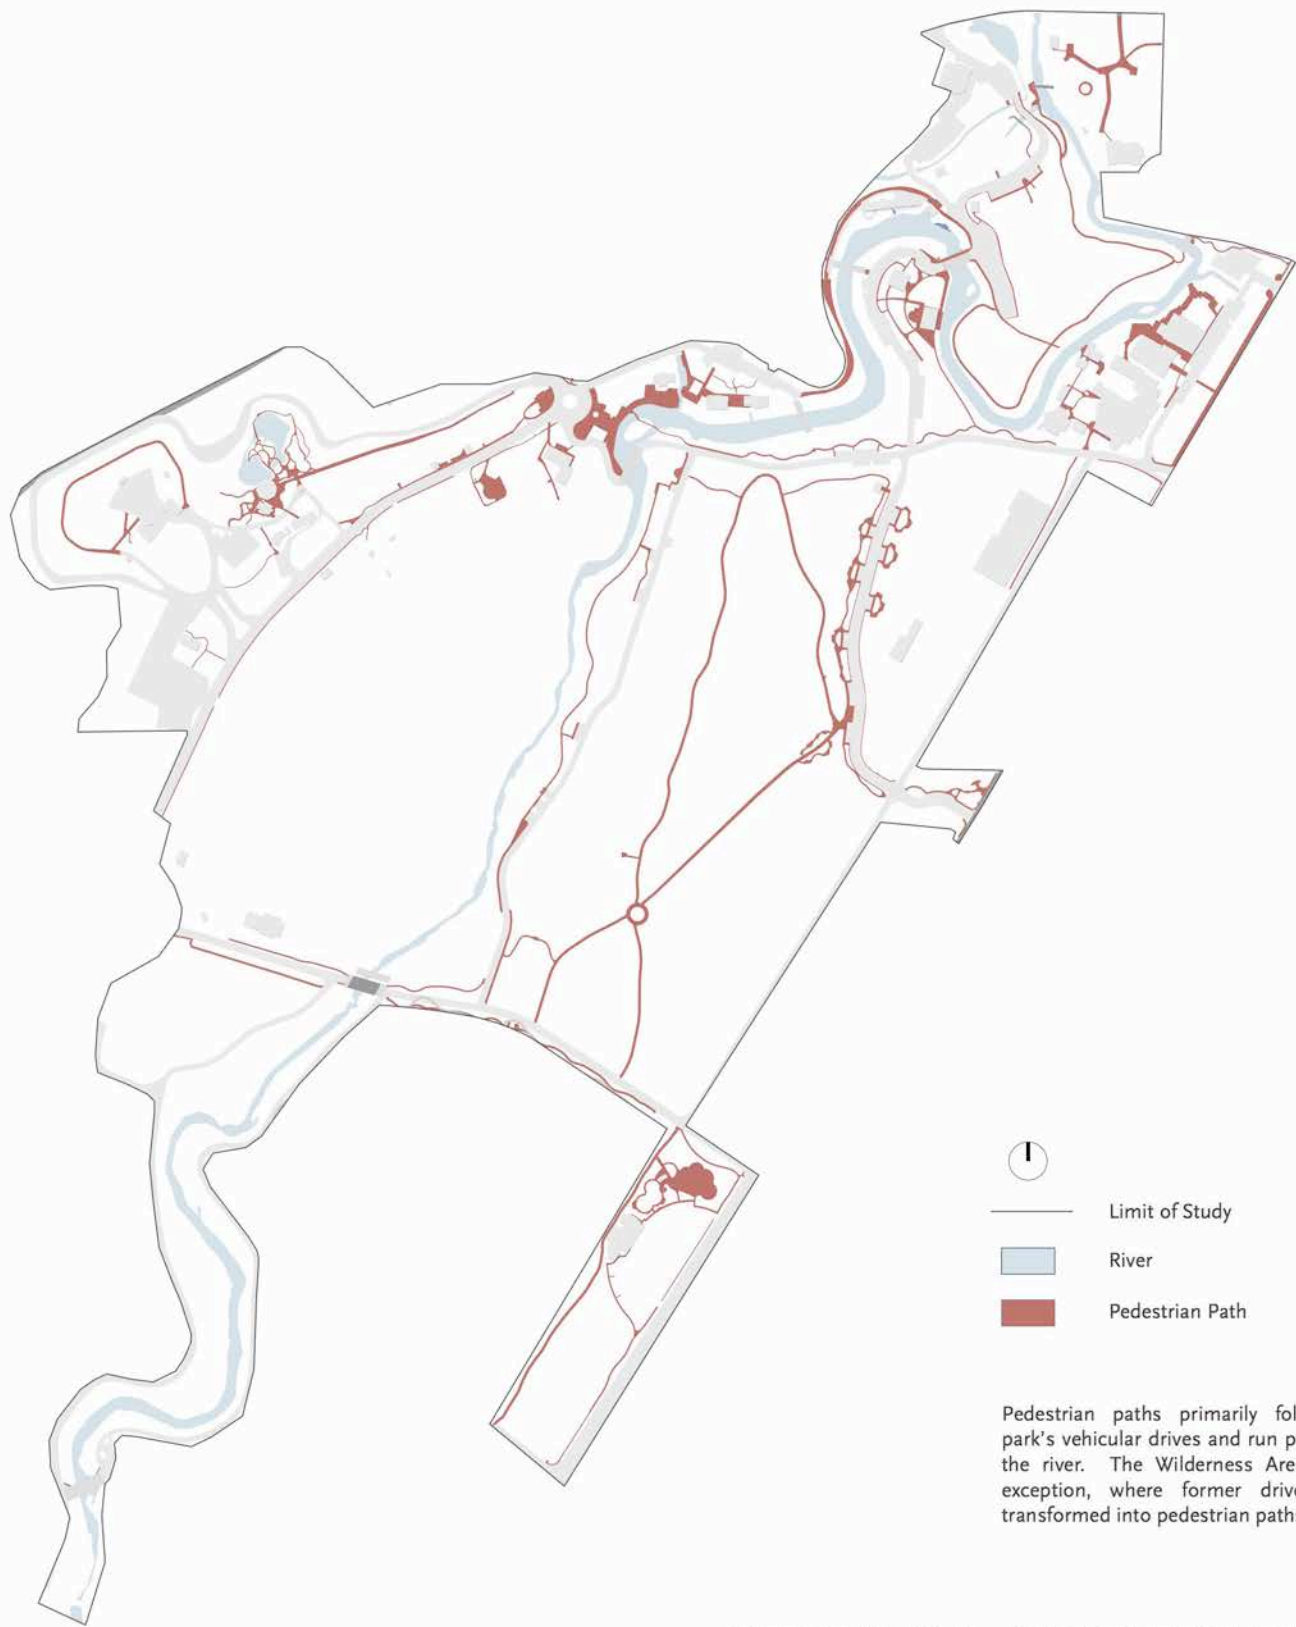 Limit of Study
River
Pedestrian Path
Pedestrian paths primarily fol
park's vehicular drives and run p
the river. The Wilderness Are
exception, where former driv
transformed into pedestrian path